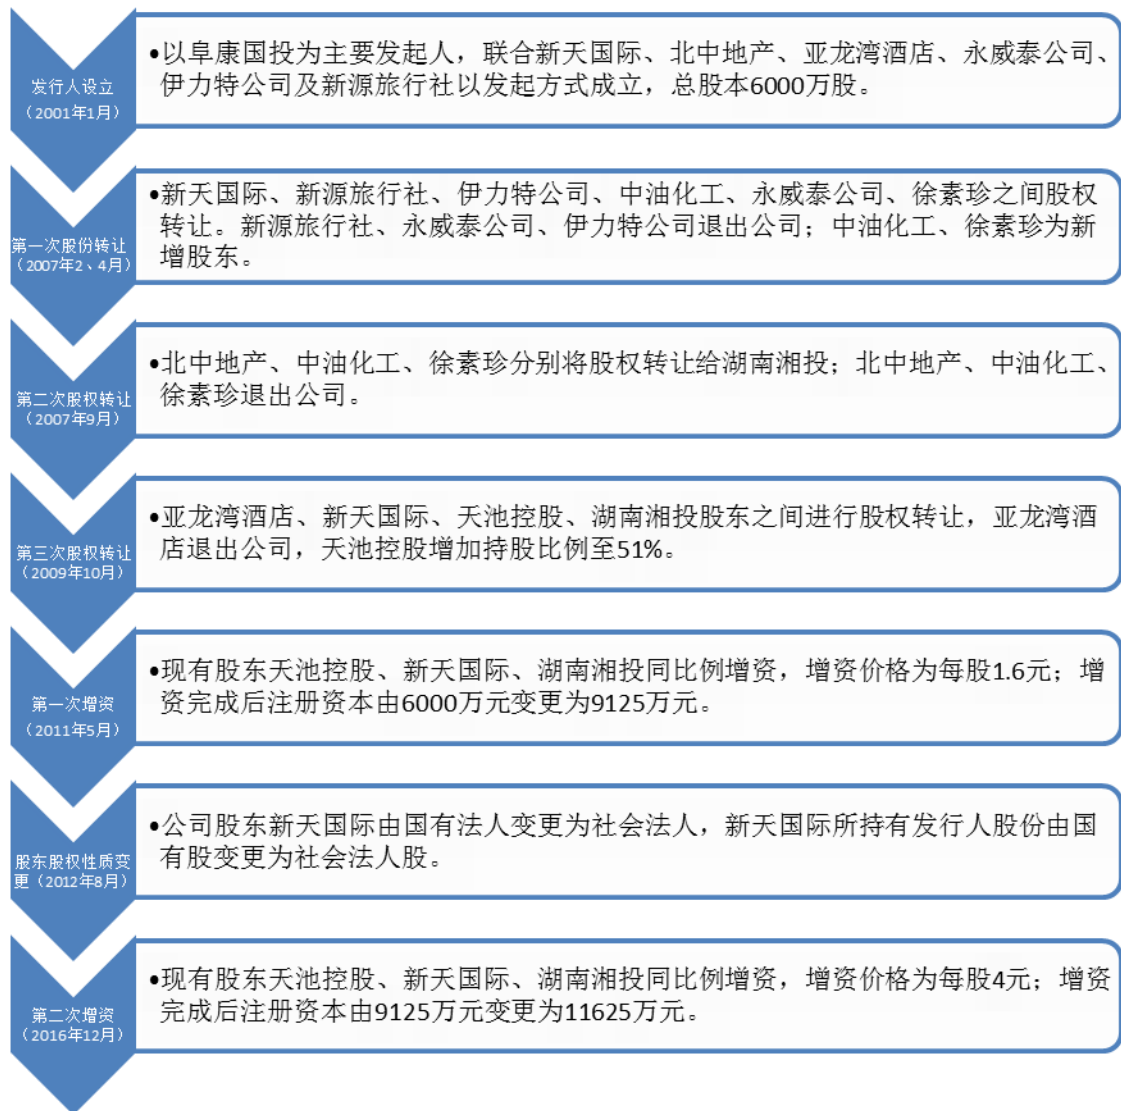 发行人设立
（2001年1月）
•以阜康国投为主要发起人，联合新天国际、北中地产、亚龙湾酒店、永威泰公司、
伊力特公司及新源旅行社以发起方式成立，总股本6000万股。
第一次股份转让
（2007年2、4月）
•新天国际、新源旅行社、伊力特公司、中油化工、永威泰公司、徐素珍之间股权
转让。新源旅行社、永威泰公司、伊力特公司退出公司；中油化工、徐素珍为新
增股东。
第二次股权转让
（2007年9月）
•北中地产、中油化工、徐素珍分别将股权转让给湖南湘投；北中地产、中油化工、
徐素珍退出公司。
第三次股权转让
（2009年10月）
•亚龙湾酒店、新天国际、天池控股、湖南湘投股东之间进行股权转让，亚龙湾酒
店退出公司，天池控股增加持股比例至51%。
第一次增资
（2011年5月）
•现有股东天池控股、新天国际、湖南湘投同比例增资，增资价格为每股1.6元；增
资完成后注册资本由6000万元变更为9125万元。
股东股权性质变
更（2012年8月）
•公司股东新天国际由国有法人变更为社会法人，新天国际所持有发行人股份由国
有股变更为社会法人股。
第二次增资
（2016年12月）
•现有股东天池控股、新天国际、湖南湘投同比例增资，增资价格为每股4元；增资
完成后注册资本由9125万元变更为11625万元。